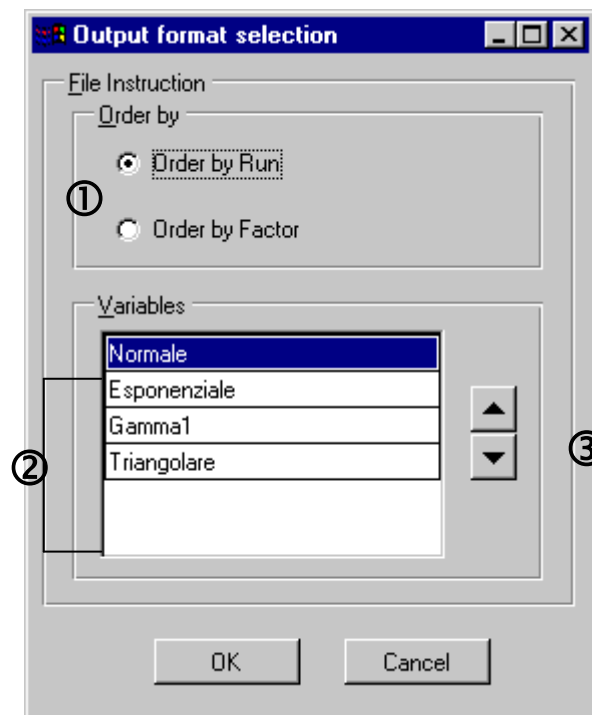 Output format selection
File Instruction
Order by
Order by Run
①
Order by Factor
Variables
Normale
Esponenziale
Gamma1
②
Triangolare
③
OK Cancel